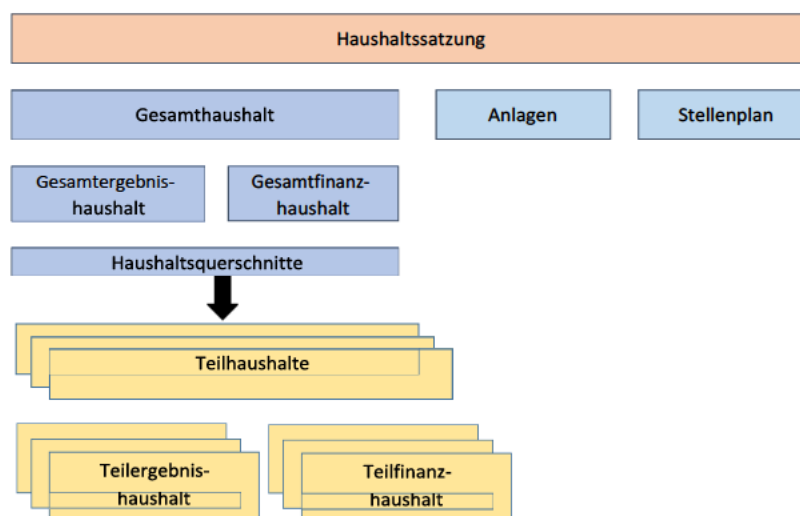 Haushaltssatzung
Gesamthaushalt
Anlagen
Stellenplan
Gesamtergebnis-
haushalt
Gesamtfinanz-
haushalt
Haushaltsquerschnitte
Teilhaushalte
Teilergebnis-
haushalt
Teilfinanz-
haushalt